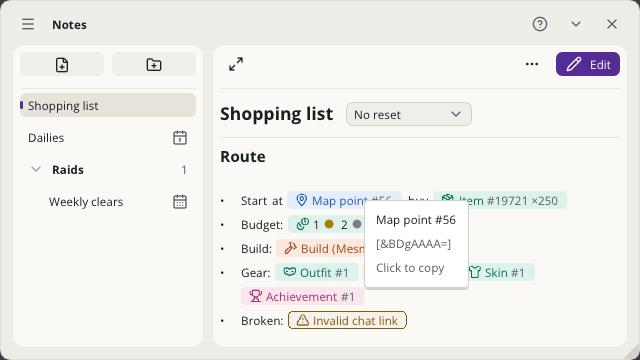 Notes
Edit
Shopping list
Dailies
Raids 1
Weekly clears
Shopping list No reset
Route
• Start at Map point #56 buy Item #19721 ×250
• Budget: 1 2
• Build: Build (Mesm
• Gear: Outfit #1 Skin #1
Achievement #1
• Broken: Invalid chat link
Map point #56
[&BDgAAAA=]
Click to copy